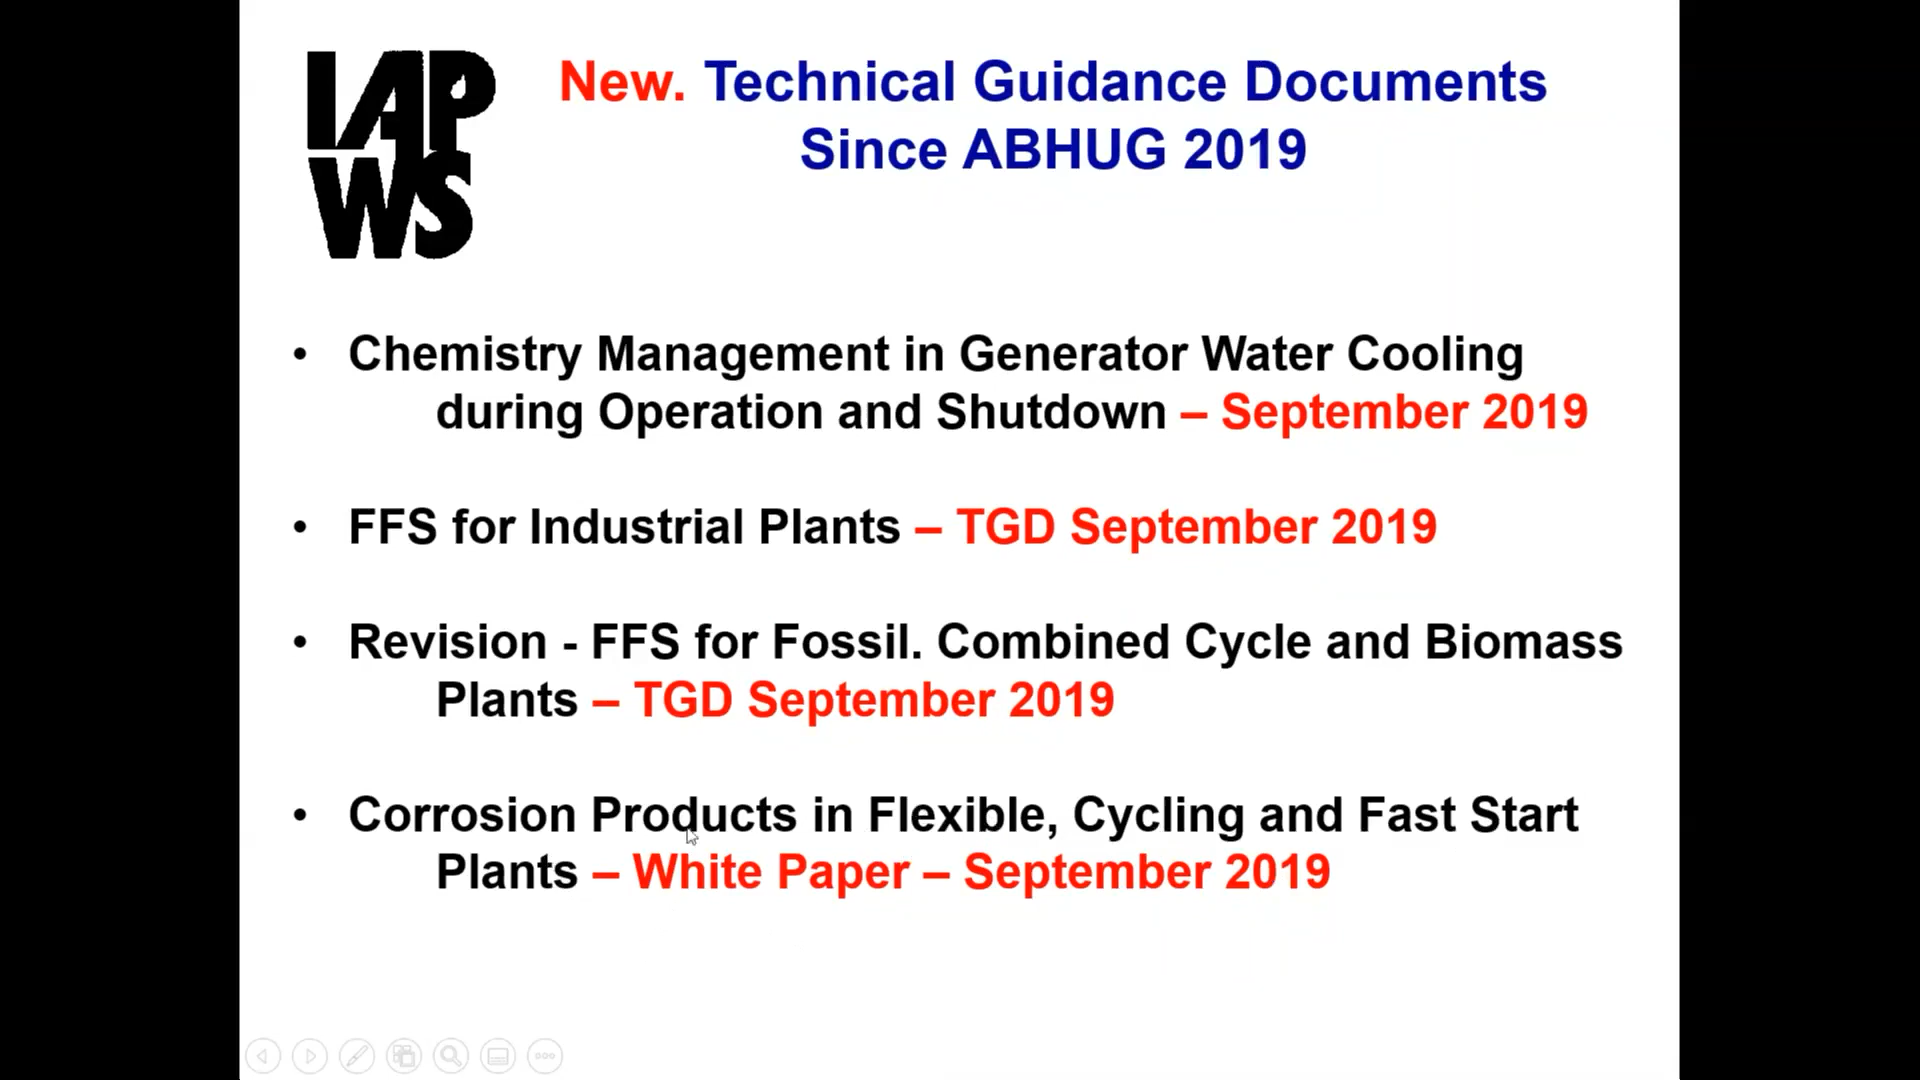 IAP
WS
New. Technical Guidance Documents
Since ABHUG 2019
• Chemistry Management in Generator Water Cooling
during Operation and Shutdown – September 2019
• FFS for Industrial Plants – TGD September 2019
• Revision - FFS for Fossil. Combined Cycle and Biomass
Plants – TGD September 2019
• Corrosion Products in Flexible, Cycling and Fast Start
Plants – White Paper – September 2019